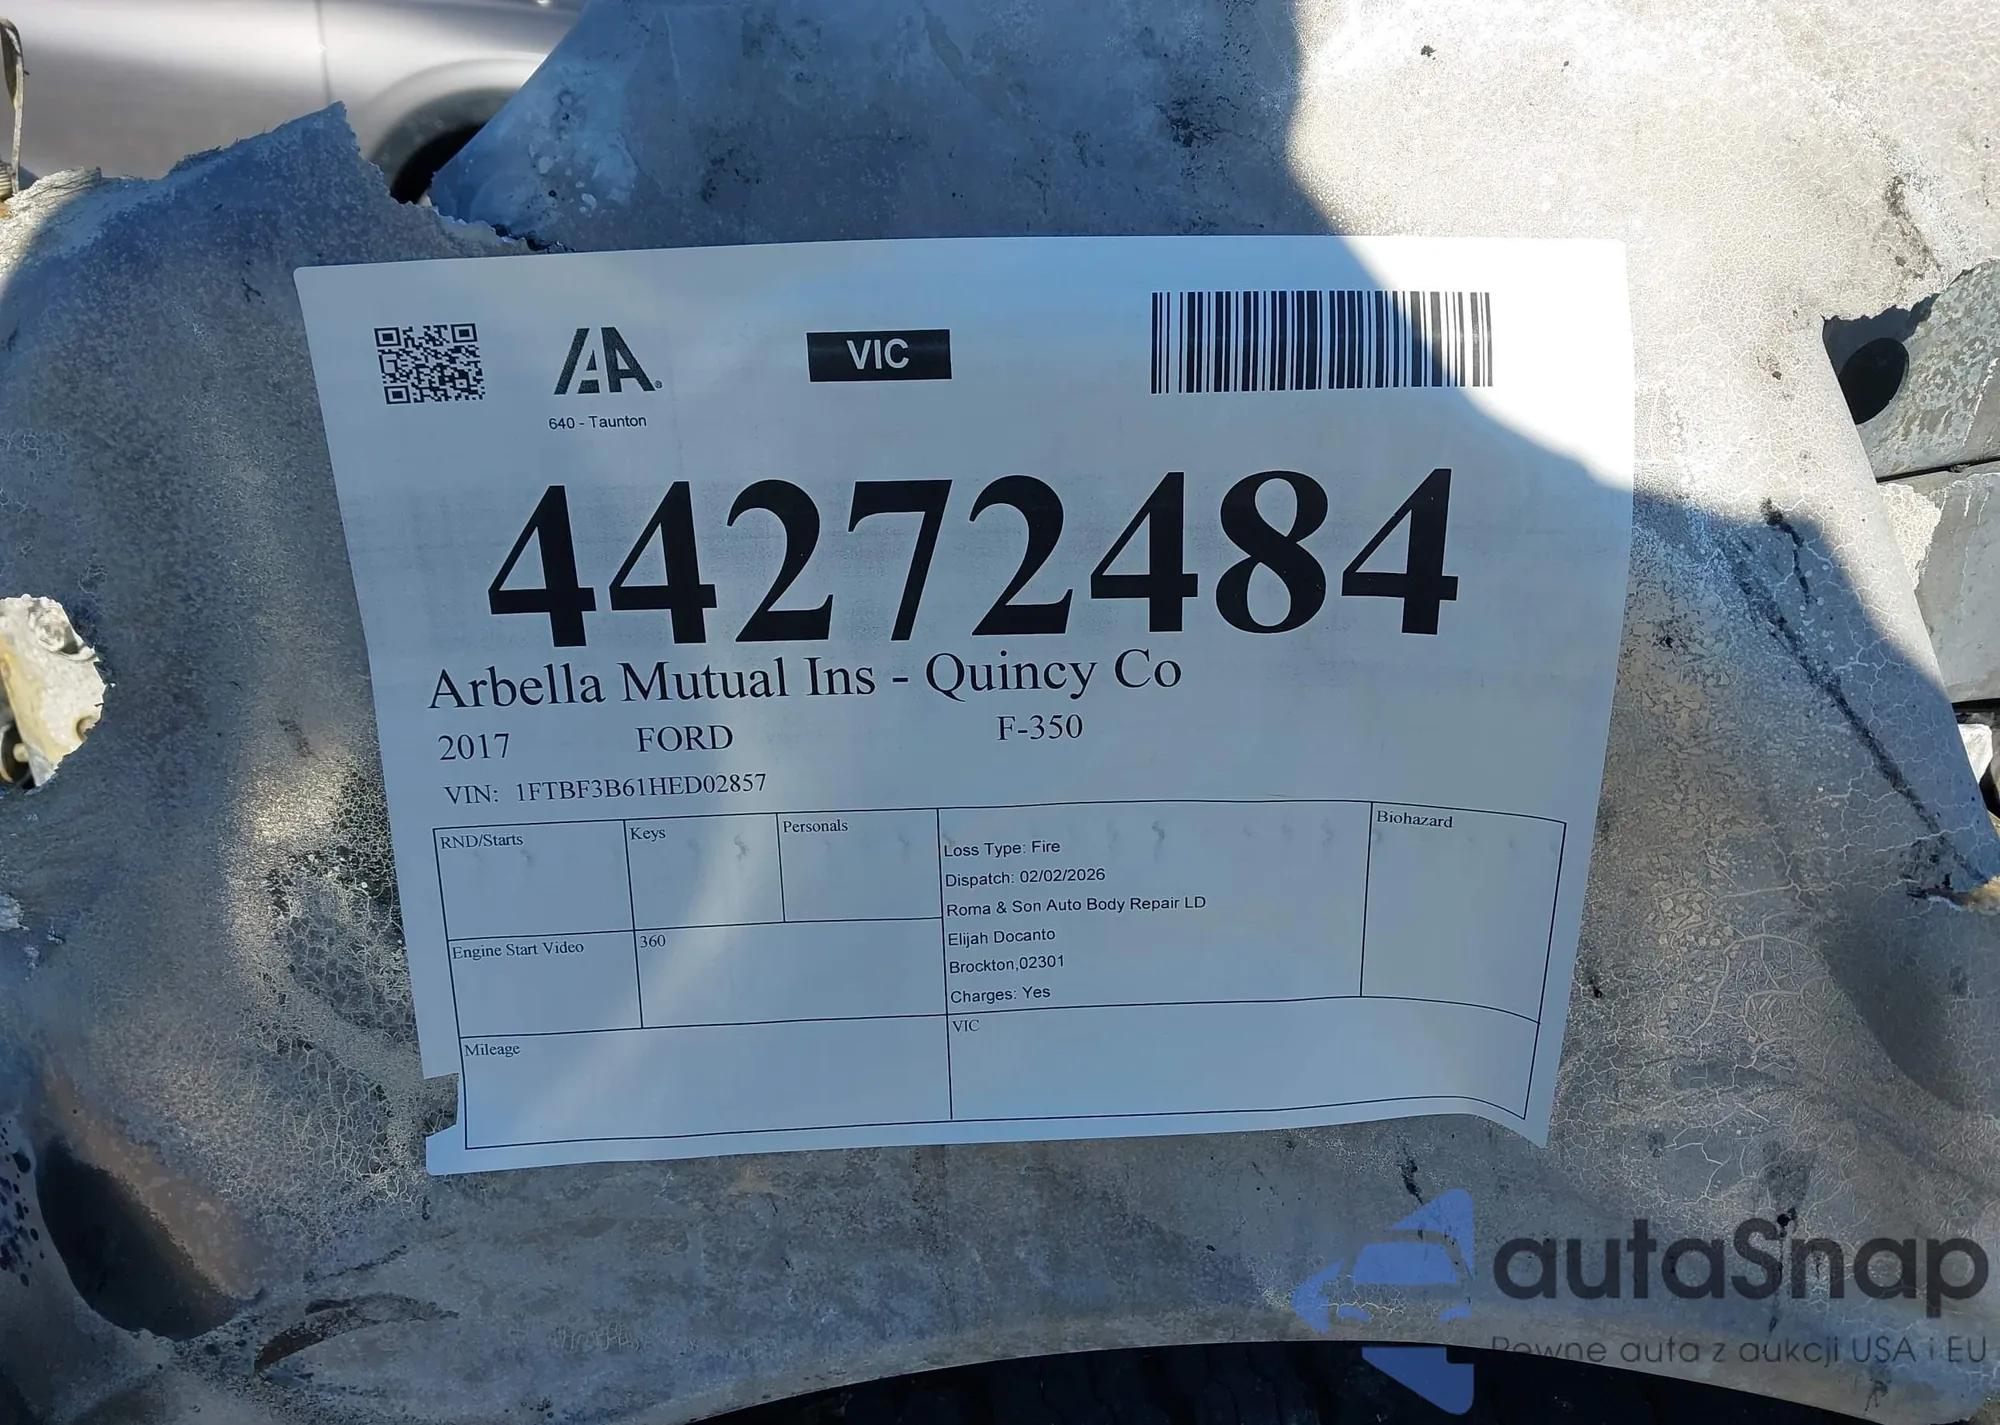 IAA
640 - Taunton
VIC
44272484
Arbella Mutual Ins - Quincy Co
2017 FORD F-350
VIN: 1FTBF3B61HED02857
RND/Starts Keys Personals
Loss Type: Fire
Dispatch: 02/02/2026
Roma & Son Auto Body Repair LD
Elijah Docanto
Brockton,02301
Charges: Yes
Biohazard
Engine Start Video 360
Mileage
VIC
autaSnap
Pewne auta z aukcji USA i EU